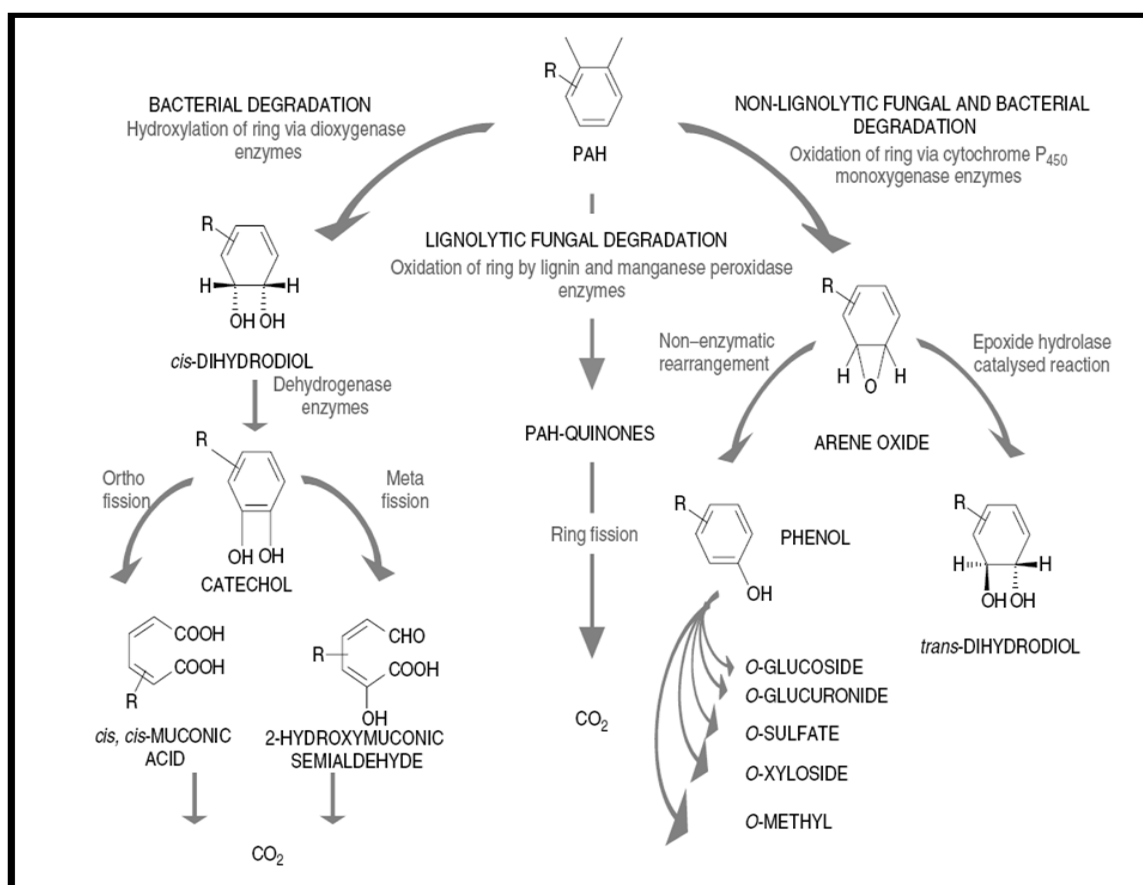 R
PAH
BACTERIAL DEGRADATION
Hydroxylation of ring via dioxygenase
enzymes
NON-LIGNOLYTIC FUNGAL AND BACTERIAL
DEGRADATION
Oxidation of ring via cytochrome P450
monoxygenase enzymes
LIGNOLYTIC FUNGAL DEGRADATION
Oxidation of ring by lignin and manganese peroxidase
enzymes
R
H H
OH OH
cis-DIHYDRODIOL
Dehydrogenase
enzymes
R
OH OH
CATECHOL
Ortho
fission
Meta
fission
COOH
COOH
R
cis, cis-MUCONIC
ACID
CHO
R
COOH
OH
2-HYDROXYMUCONIC
SEMIALDEHYDE
CO2
PAH-QUINONES
Ring fission
CO2
R
H H
O
ARENE OXIDE
Non–enzymatic
rearrangement
Epoxide hydrolase
catalysed reaction
R
OH
PHENOL
R
H H
OH OH
trans-DIHYDRODIOL
O-GLUCOSIDE
O-GLUCURONIDE
O-SULFATE
O-XYLOSIDE
O-METHYL